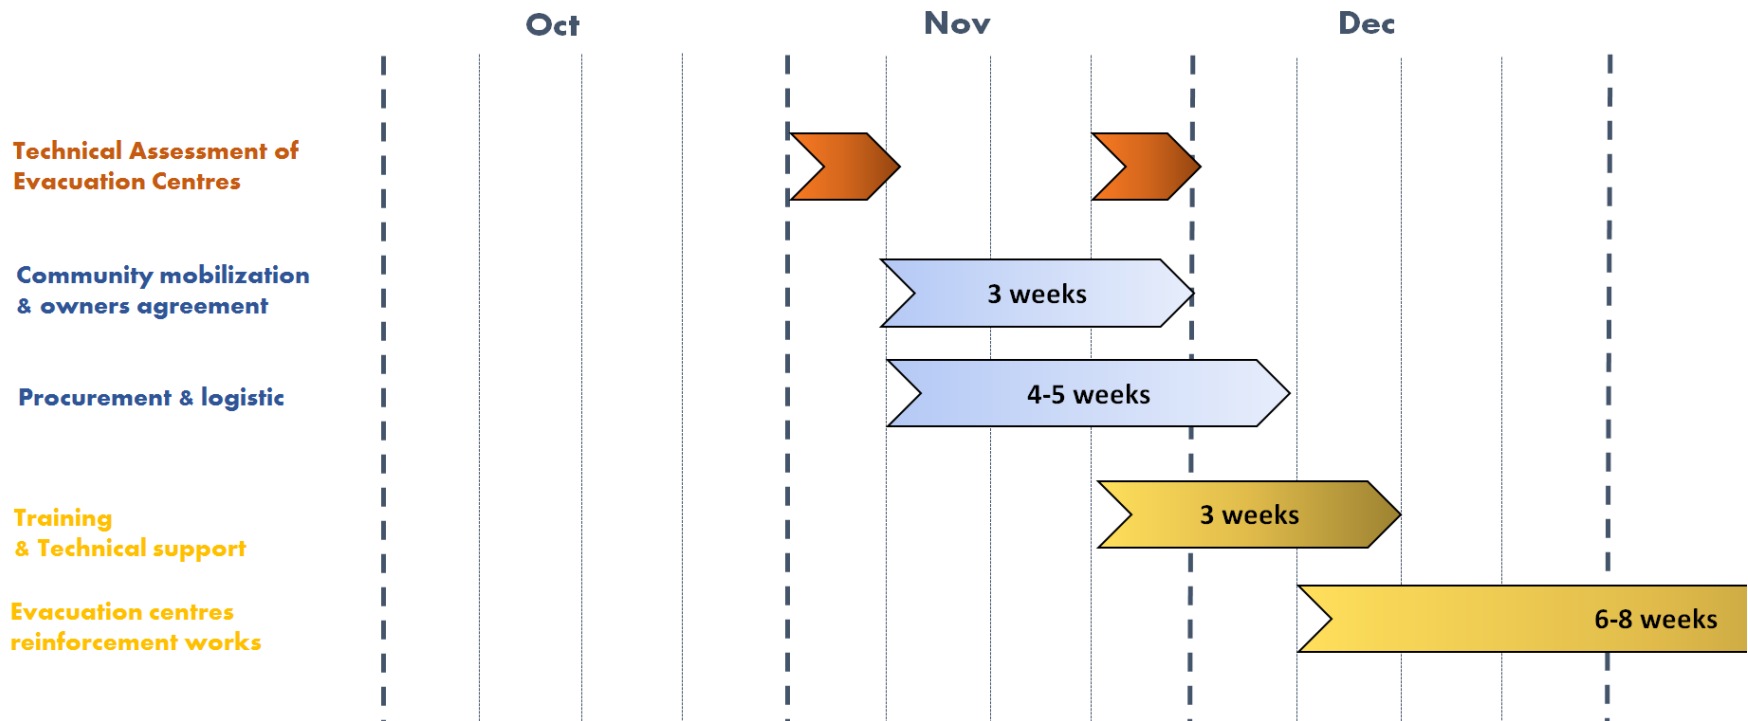 Oct
Nov
Dec
Technical Assessment of
Evacuation Centres
Community mobilization
& owners agreement
3 weeks
Procurement & logistic
4-5 weeks
Training
& Technical support
3 weeks
Evacuation centres
reinforcement works
6-8 weeks